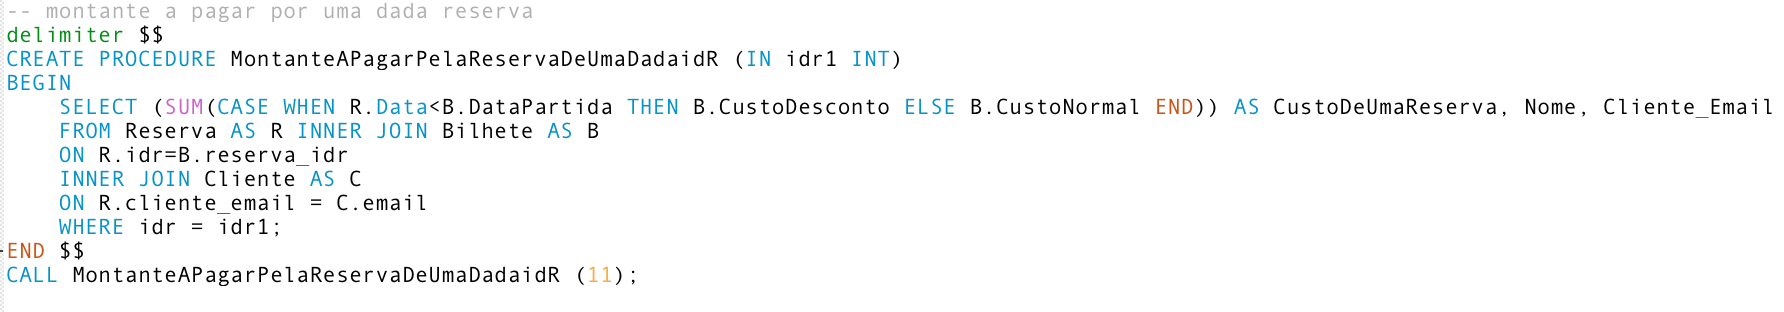 -- montante a pagar por uma dada reserva
delimiter $$
CREATE PROCEDURE MontanteAPagarPelaReservaDeUmaDadaidR (IN idr1 INT)
BEGIN
    SELECT (SUM(CASE WHEN R.Data<B.DataPartida THEN B.CustoDesconto ELSE B.CustoNormal END)) AS CustoDeUmaReserva, Nome, Cliente_Email
    FROM Reserva AS R INNER JOIN Bilhete AS B
    ON R.idr=B.reserva_idr
    INNER JOIN Cliente AS C
    ON R.cliente_email = C.email
    WHERE idr = idr1;
END $$
CALL MontanteAPagarPelaReservaDeUmaDadaidR (11);